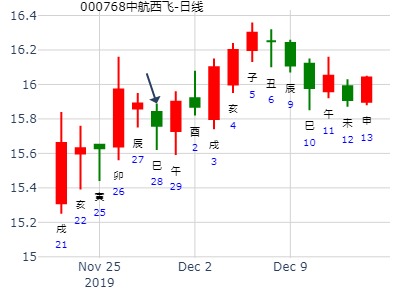 000768中航西飞-日线
16.4
16.2
16
15.8
15.6
15.4
15.2
15
戌
21
亥
22
寅
25
卯
26
辰
27
巳
28
午
29
酉
2
戌
3
亥
4
子
5
丑
6
辰
9
巳
10
午
11
未
12
申
13
Nov 25
2019
Dec 2
Dec 9